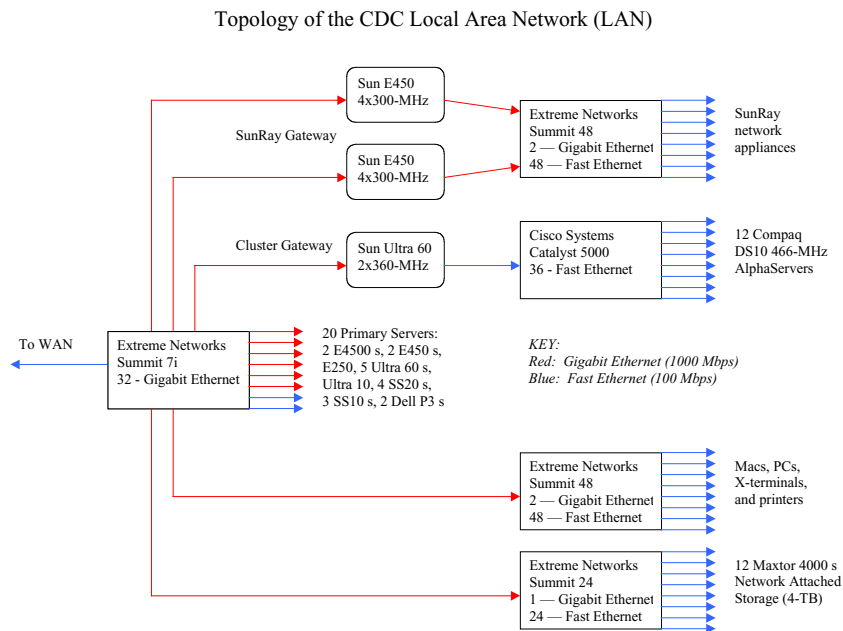 Topology of the CDC Local Area Network (LAN)
Sun E450
4x300-MHz
SunRay Gateway
Sun E450
4x300-MHz
Extreme Networks
Summit 48
2 — Gigabit Ethernet
48 — Fast Ethernet
SunRay
network
appliances
Cluster Gateway
Sun Ultra 60
2x360-MHz
Cisco Systems
Catalyst 5000
36 - Fast Ethernet
12 Compaq
DS10 466-MHz
AlphaServers
To WAN
Extreme Networks
Summit 7i
32 - Gigabit Ethernet
20 Primary Servers:
2 E4500 s, 2 E450 s,
E250, 5 Ultra 60 s,
Ultra 10, 4 SS20 s,
3 SS10 s, 2 Dell P3 s
KEY:
Red:  Gigabit Ethernet (1000 Mbps)
Blue:  Fast Ethernet (100 Mbps)
Extreme Networks
Summit 48
2 — Gigabit Ethernet
48 — Fast Ethernet
Macs, PCs,
X-terminals,
and printers
Extreme Networks
Summit 24
1 — Gigabit Ethernet
24 — Fast Ethernet
12 Maxtor 4000 s
Network Attached
Storage (4-TB)